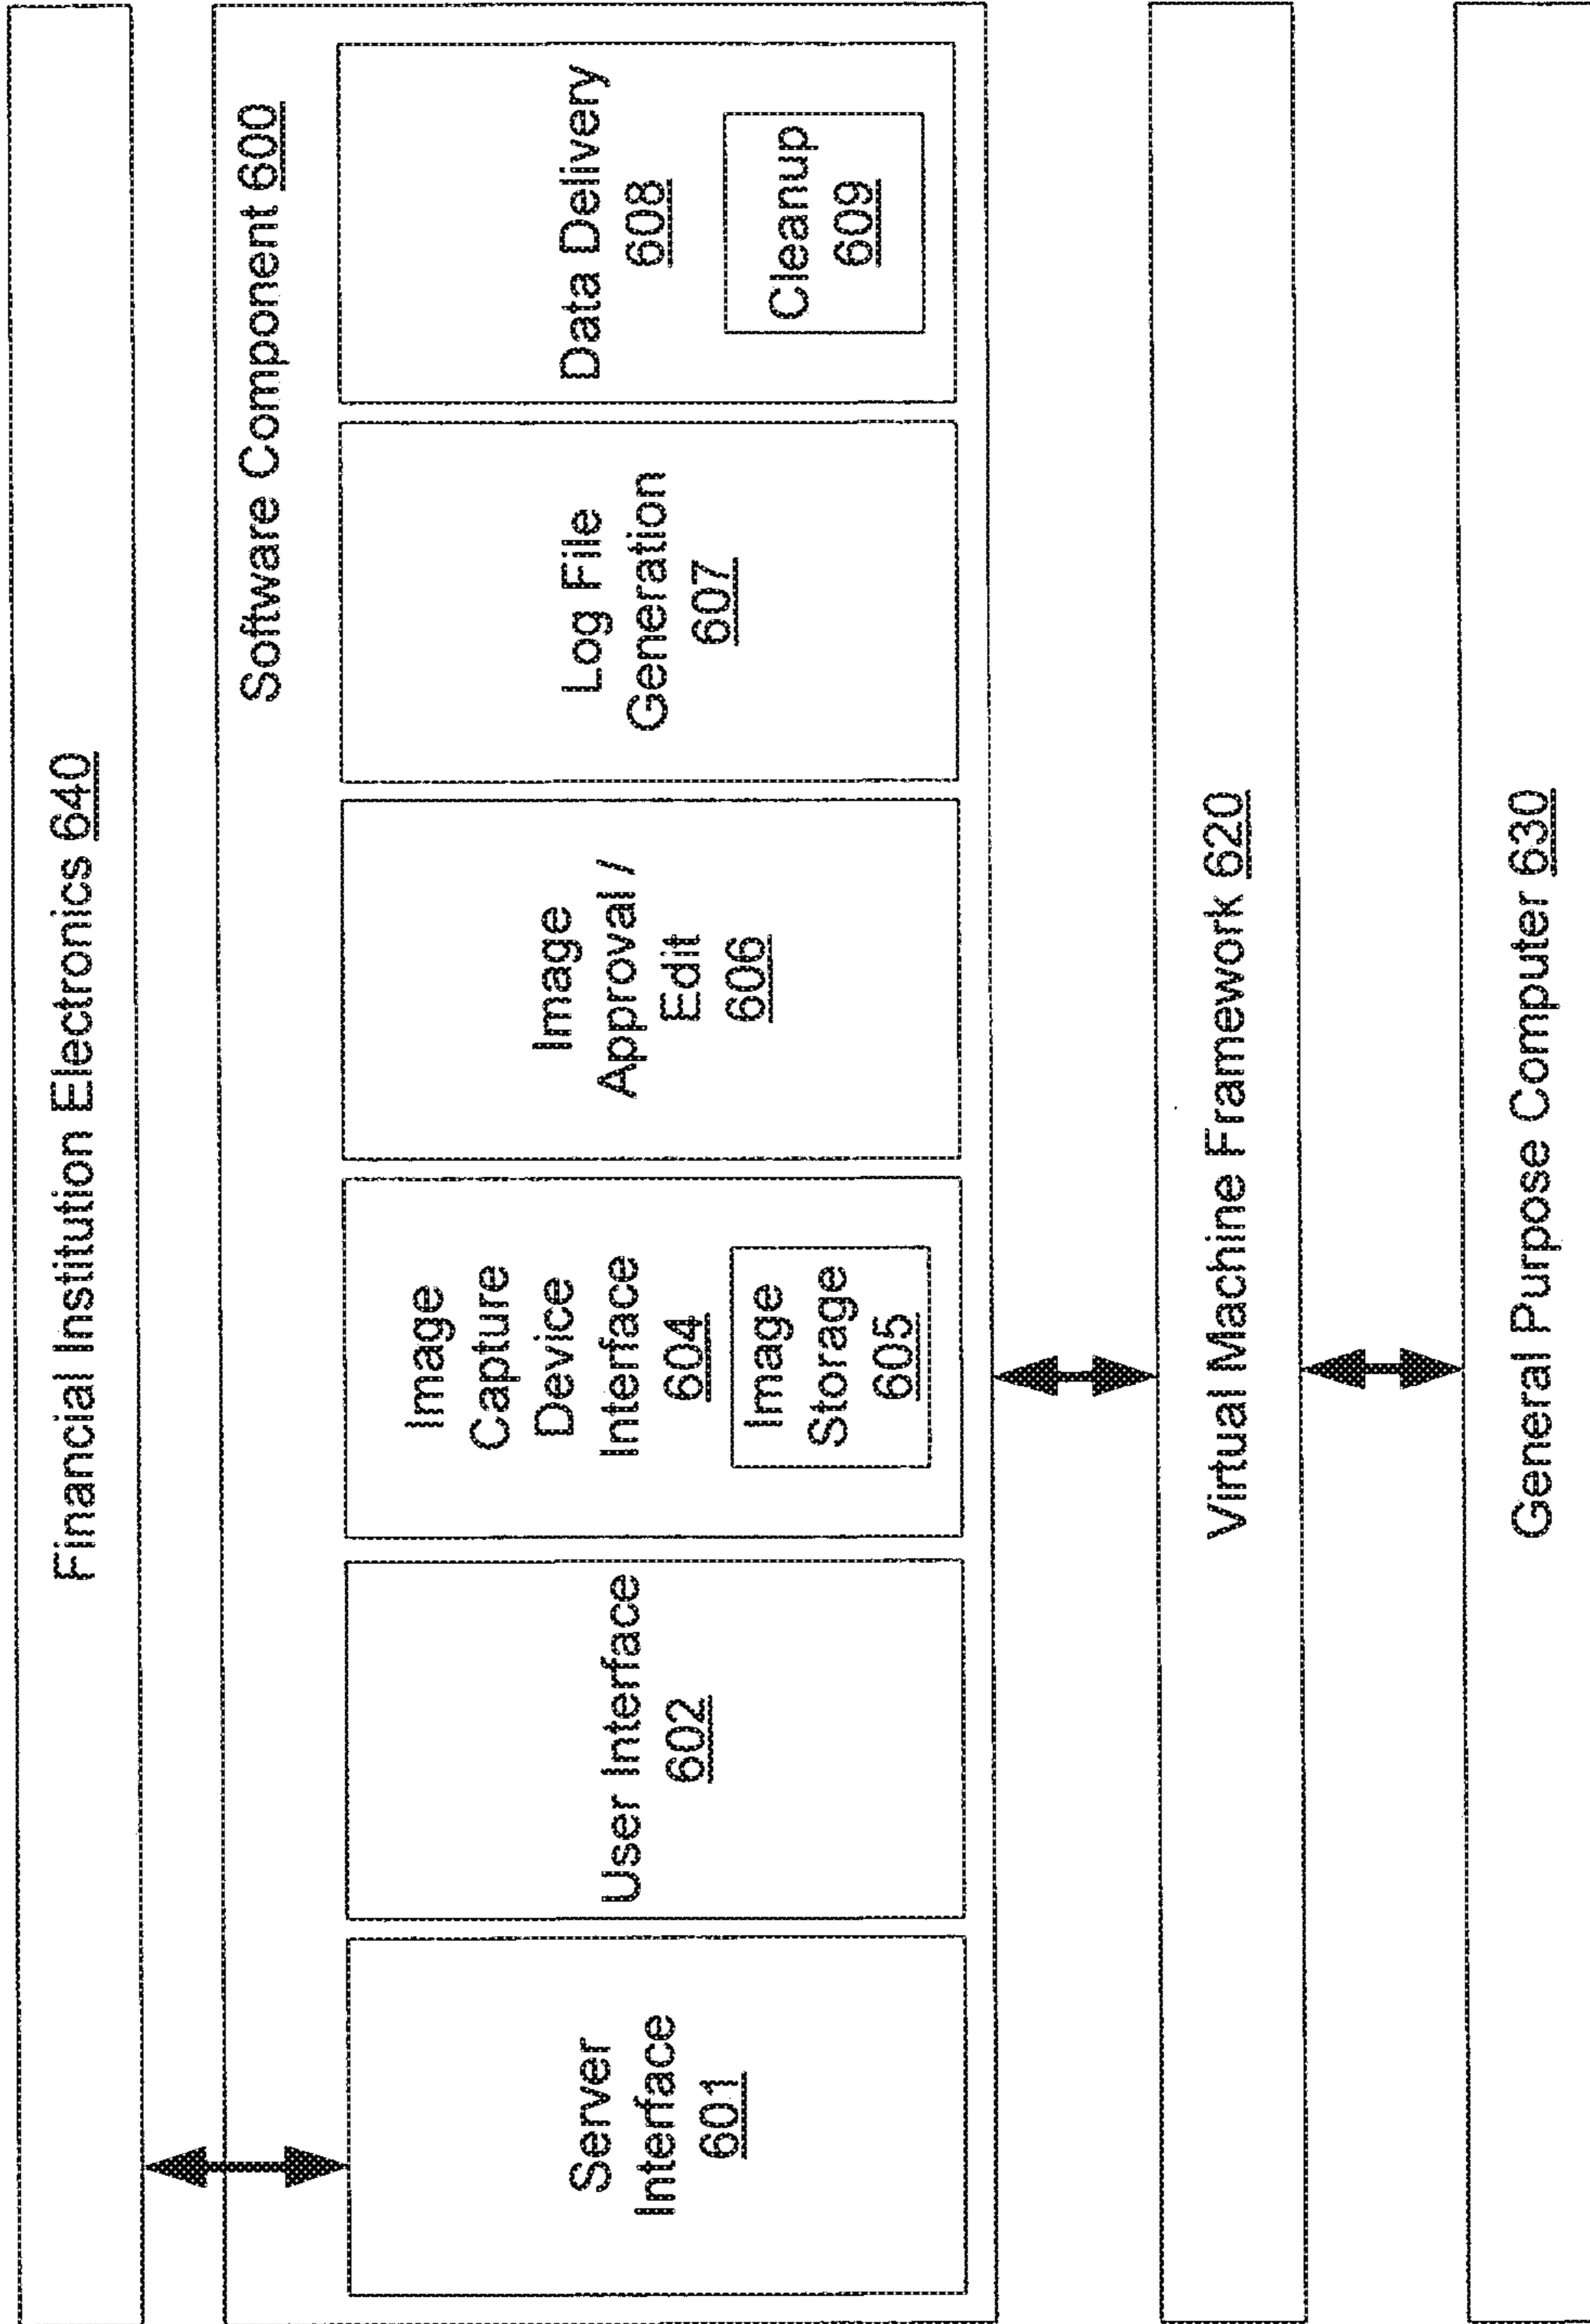 Financial Institution Electronics 640
Software Component 600
Server
Interface
601
User Interface
602
Image
Capture
Device
Interface
604
Image
Storage
605
Image
Approval /
Edit
606
Log File
Generation
607
Data Delivery
608
Cleanup
609
Virtual Machine Framework 620
General Purpose Computer 630